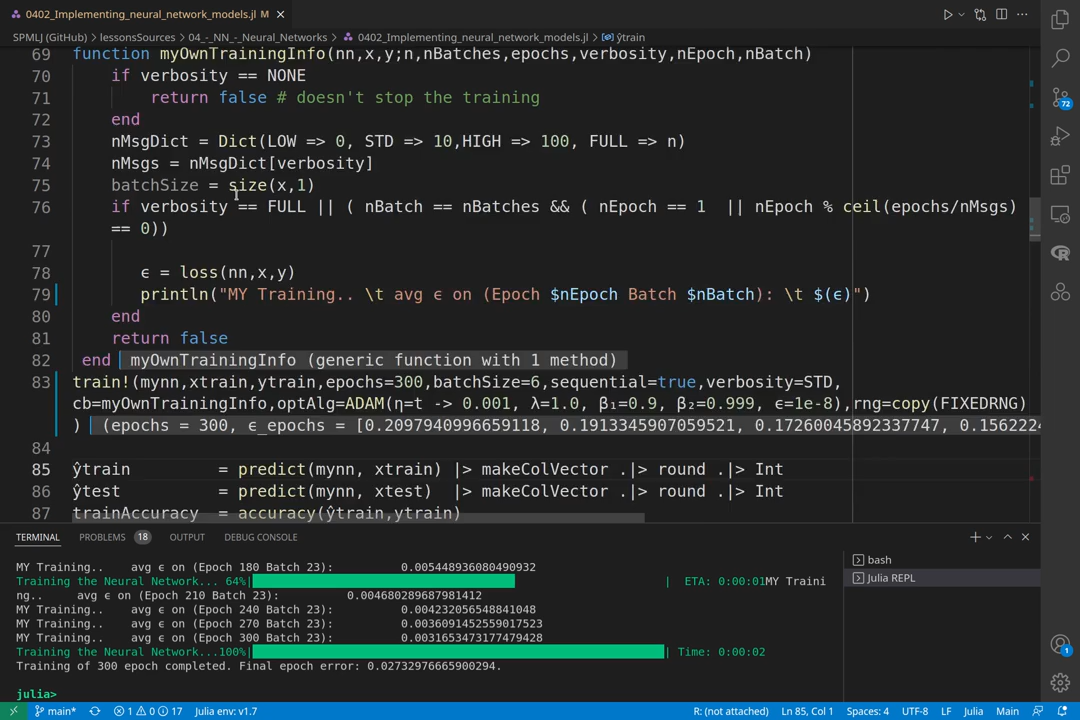 0402_Implementing_neural_network_models.jl M
SPMLJ (GitHub) > lessonsSources > 04_-_NN_-_Neural_Networks > 0402_Implementing_neural_network_models.jl > ŷtrain
69 function myOwnTrainingInfo(nn,x,y;n,nBatches,epochs,verbosity,nEpoch,nBatch)
70 if verbosity == NONE
71 return false # doesn't stop the training
72 end
73 nMsgDict = Dict(LOW => 0, STD => 10,HIGH => 100, FULL => n)
74 nMsgs = nMsgDict[verbosity]
75 batchSize = size(x,1)
76 if verbosity == FULL || ( nBatch == nBatches && ( nEpoch == 1  || nEpoch % ceil(epochs/nMsgs)
== 0))
77
78 ϵ = loss(nn,x,y)
79 println("MY Training.. \t avg ϵ on (Epoch $nEpoch Batch $nBatch): \t $(ϵ)")
80 end
81 return false
82 end myOwnTrainingInfo (generic function with 1 method)
83 train!(mynn,xtrain,ytrain,epochs=300,batchSize=6,sequential=true,verbosity=STD,
cb=myOwnTrainingInfo,optAlg=ADAM(η=t -> 0.001, λ=1.0, β₁=0.9, β₂=0.999, ϵ=1e-8),rng=copy(FIXEDRNG)
) (epochs = 300, ϵ_epochs = [0.2097940996659118, 0.1913345907059521, 0.17260045892337747, 0.1562224
84
85 ŷtrain = predict(mynn, xtrain) |> makeColVector .|> round .|> Int
86 ŷtest = predict(mynn, xtest)  |> makeColVector .|> round .|> Int
87 trainAccuracy = accuracy(ŷtrain,ytrain)
TERMINAL PROBLEMS 18 OUTPUT DEBUG CONSOLE
bash
Julia REPL
MY Training.. avg ϵ on (Epoch 180 Batch 23): 0.005448936080490932
Training the Neural Network... 64%| | ETA: 0:00:01MY Traini
ng.. avg ϵ on (Epoch 210 Batch 23): 0.004680289687981412
MY Training.. avg ϵ on (Epoch 240 Batch 23): 0.004232056548841048
MY Training.. avg ϵ on (Epoch 270 Batch 23): 0.0036091452559017523
MY Training.. avg ϵ on (Epoch 300 Batch 23): 0.0031653473177479428
Training the Neural Network...100%| | Time: 0:00:02
Training of 300 epoch completed. Final epoch error: 0.02732976665900294.
julia>
72
1
main* 1 0 17 Julia env: v1.7 R: (not attached) Ln 85, Col 1 Spaces: 4 UTF-8 LF Julia Main